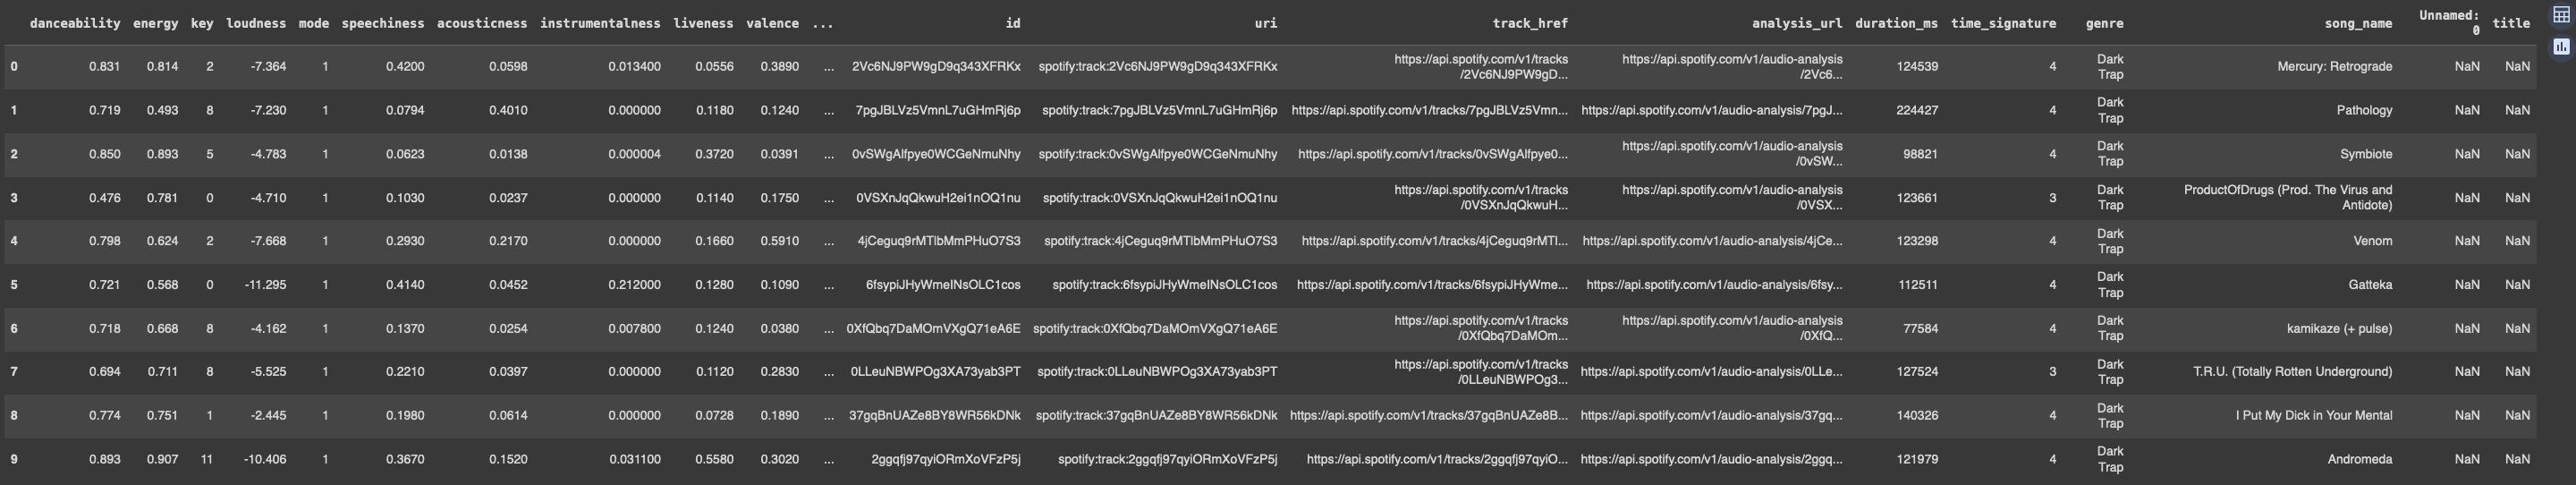 danceability energy key loudness mode speechiness acousticness instrumentalness liveness valence ... id uri track_href analysis_url duration_ms time_signature genre song_name Unnamed: 0 title
0 0.831 0.814 2 -7.364 1 0.4200 0.0598 0.013400 0.0556 0.3890 ... 2Vc6NJ9PW9gD9q343XFRKx spotify:track:2Vc6NJ9PW9gD9q343XFRKx https://api.spotify.com/v1/tracks/2Vc6NJ9PW9gD... https://api.spotify.com/v1/audio-analysis/2Vc6... 124539 4 Dark Trap Mercury: Retrograde NaN NaN
1 0.719 0.493 8 -7.230 1 0.0794 0.4010 0.000000 0.1180 0.1240 ... 7pgJBLVz5VmnL7uGHmRj6p spotify:track:7pgJBLVz5VmnL7uGHmRj6p https://api.spotify.com/v1/tracks/7pgJBLVz5Vmn... https://api.spotify.com/v1/audio-analysis/7pgJ... 224427 4 Dark Trap Pathology NaN NaN
2 0.850 0.893 5 -4.783 1 0.0623 0.0138 0.000004 0.3720 0.0391 ... 0vSWgAlfpye0WCGeNmuNhy spotify:track:0vSWgAlfpye0WCGeNmuNhy https://api.spotify.com/v1/tracks/0vSWgAlfpye0... https://api.spotify.com/v1/audio-analysis/0vSW... 98821 4 Dark Trap Symbiote NaN NaN
3 0.476 0.781 0 -4.710 1 0.1030 0.0237 0.000000 0.1140 0.1750 ... 0VSXnJqQkwuH2ei1nOQ1nu spotify:track:0VSXnJqQkwuH2ei1nOQ1nu https://api.spotify.com/v1/tracks/0VSXnJqQkwuH... https://api.spotify.com/v1/audio-analysis/0VSX... 123661 3 Dark Trap ProductOfDrugs (Prod. The Virus and Antidote) NaN NaN
4 0.798 0.624 2 -7.668 1 0.2930 0.2170 0.000000 0.1660 0.5910 ... 4jCeguq9rMTlbMmPHuO7S3 spotify:track:4jCeguq9rMTlbMmPHuO7S3 https://api.spotify.com/v1/tracks/4jCeguq9rMTl... https://api.spotify.com/v1/audio-analysis/4jCe... 123298 4 Dark Trap Venom NaN NaN
5 0.721 0.568 0 -11.295 1 0.4140 0.0452 0.212000 0.1280 0.1090 ... 6fsypiJHyWmeINsOLC1cos spotify:track:6fsypiJHyWmeINsOLC1cos https://api.spotify.com/v1/tracks/6fsypiJHyWme... https://api.spotify.com/v1/audio-analysis/6fsy... 112511 4 Dark Trap Gatteka NaN NaN
6 0.718 0.668 8 -4.162 1 0.1370 0.0254 0.007800 0.1240 0.0380 ... 0XfQbq7DaMOmVXgQ71eA6E spotify:track:0XfQbq7DaMOmVXgQ71eA6E https://api.spotify.com/v1/tracks/0XfQbq7DaMOm... https://api.spotify.com/v1/audio-analysis/0XfQ... 77584 4 Dark Trap kamikaze (+ pulse) NaN NaN
7 0.694 0.711 8 -5.525 1 0.2210 0.0397 0.000000 0.1120 0.2830 ... 0LLeuNBWPOg3XA73yab3PT spotify:track:0LLeuNBWPOg3XA73yab3PT https://api.spotify.com/v1/tracks/0LLeuNBWPOg3... https://api.spotify.com/v1/audio-analysis/0LLe... 127524 3 Dark Trap T.R.U. (Totally Rotten Underground) NaN NaN
8 0.774 0.751 1 -2.445 1 0.1980 0.0614 0.000000 0.0728 0.1890 ... 37gqBnUAZe8BY8WR56kDNk spotify:track:37gqBnUAZe8BY8WR56kDNk https://api.spotify.com/v1/tracks/37gqBnUAZe8B... https://api.spotify.com/v1/audio-analysis/37gq... 140326 4 Dark Trap I Put My Dick in Your Mental NaN NaN
9 0.893 0.907 11 -10.406 1 0.3670 0.1520 0.031100 0.5580 0.3020 ... 2ggqfj97qyiORmXoVFzP5j spotify:track:2ggqfj97qyiORmXoVFzP5j https://api.spotify.com/v1/tracks/2ggqfj97qyiO... https://api.spotify.com/v1/audio-analysis/2ggq... 121979 4 Dark Trap Andromeda NaN NaN